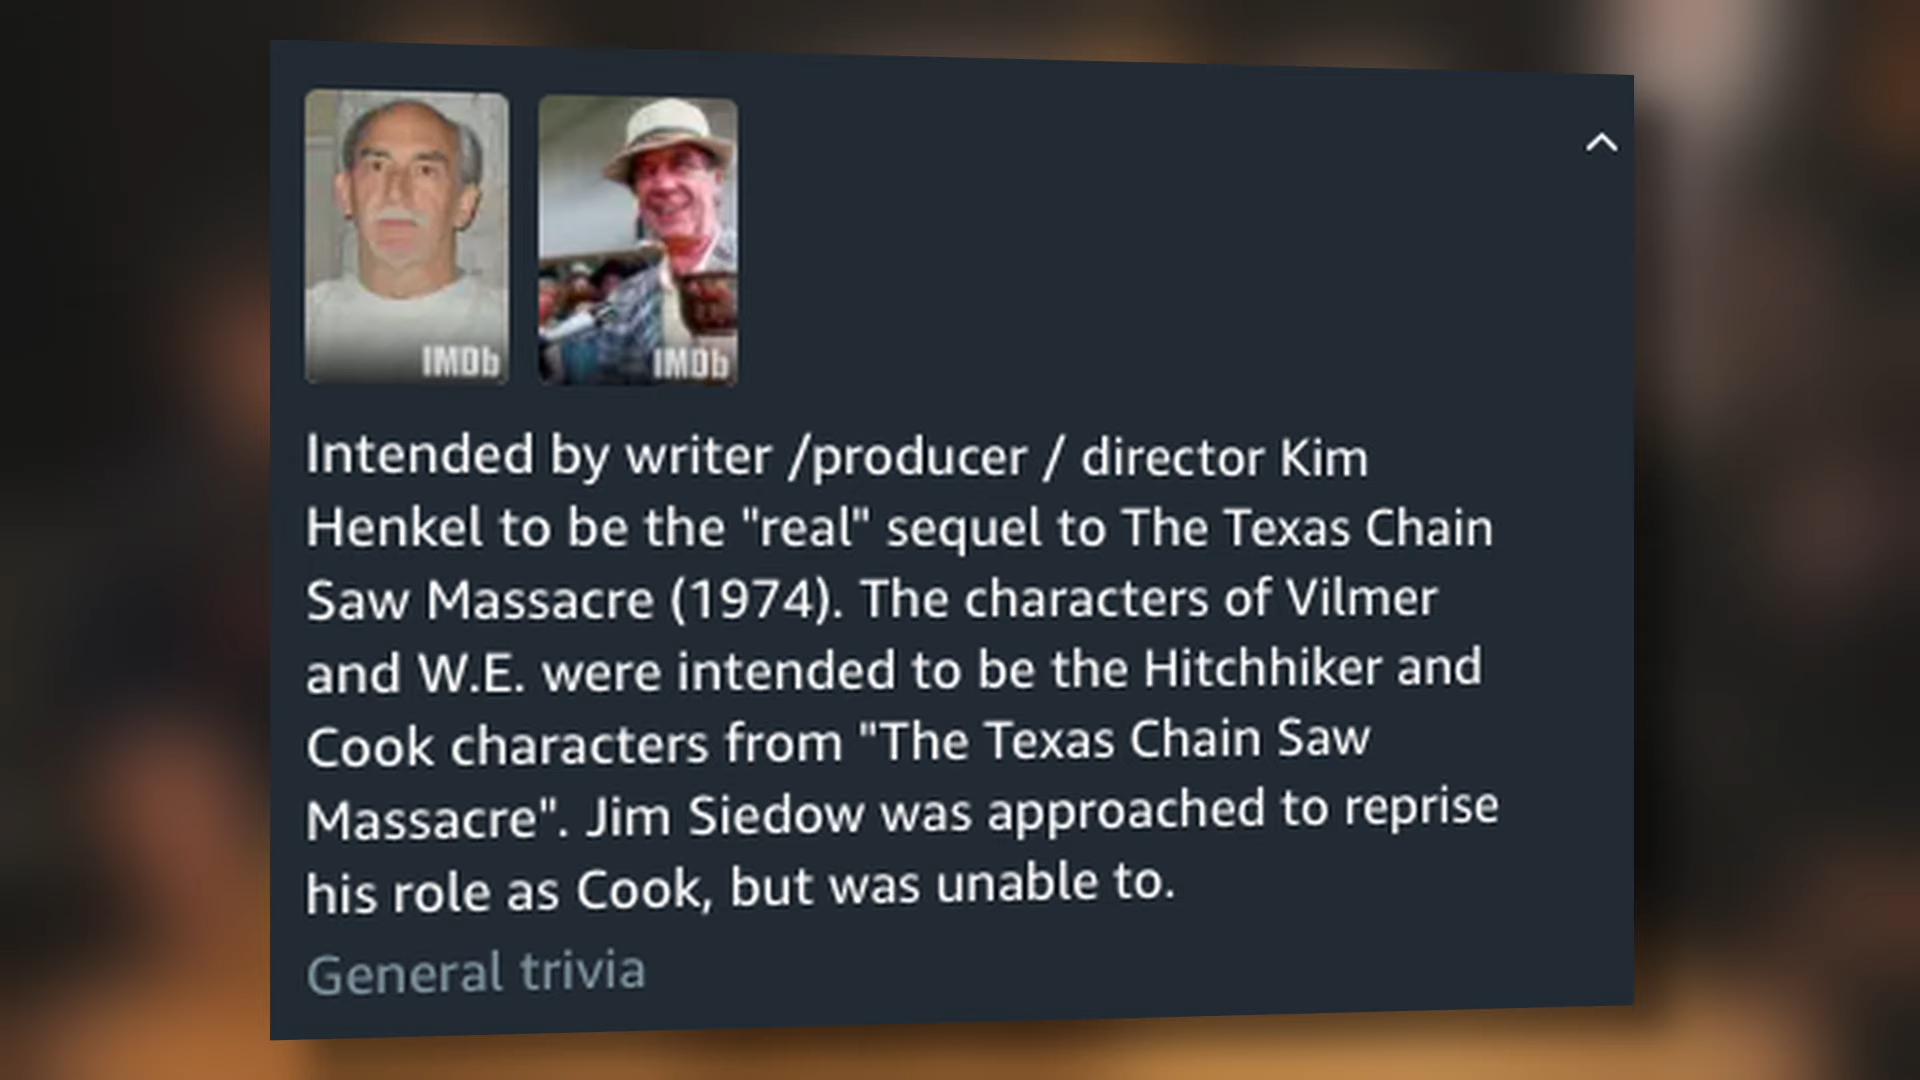 IMDb IMDb
Intended by writer /producer / director Kim
Henkel to be the "real" sequel to The Texas Chain
Saw Massacre (1974). The characters of Vilmer
and W.E. were intended to be the Hitchhiker and
Cook characters from "The Texas Chain Saw
Massacre". Jim Siedow was approached to reprise
his role as Cook, but was unable to.
General trivia